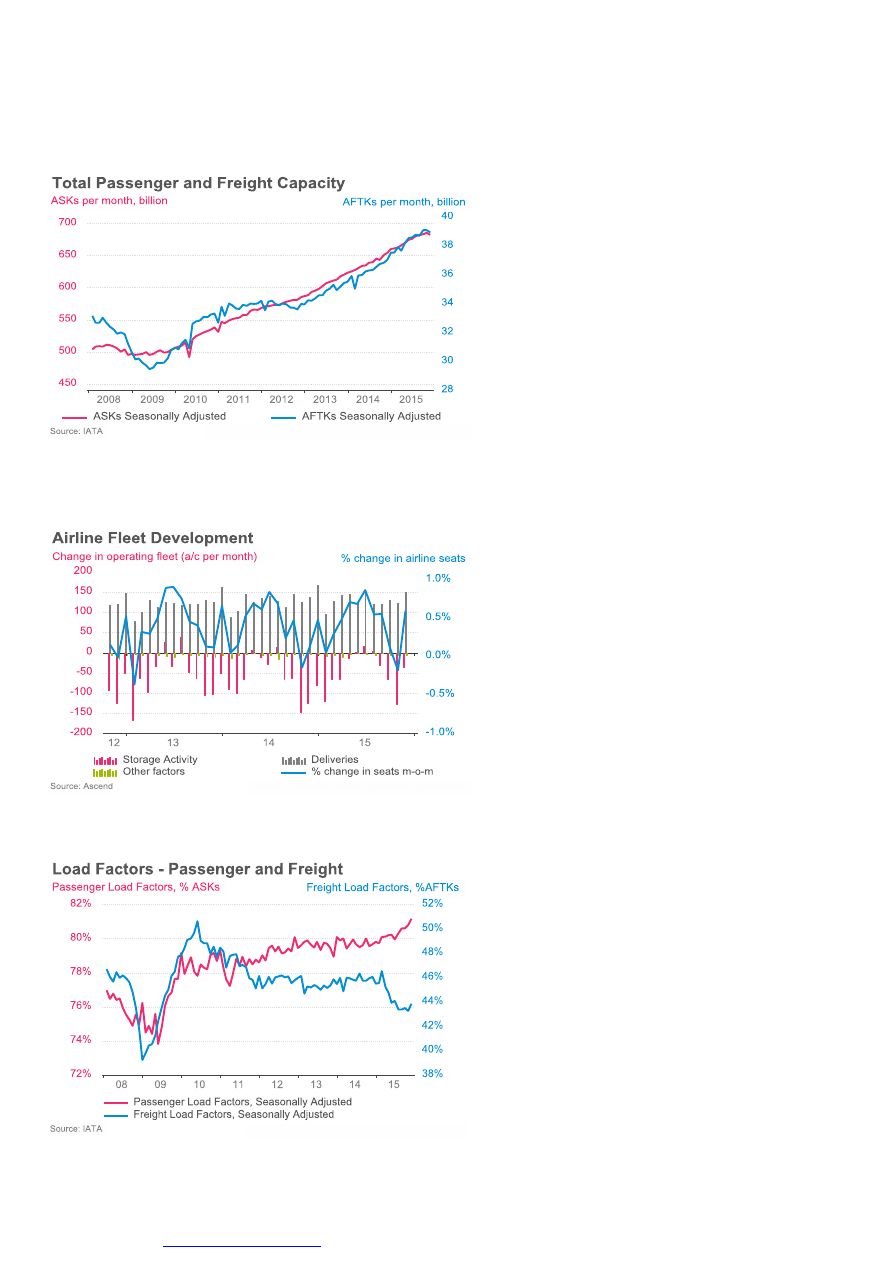 Total Passenger and Freight Capacity
ASKs per month, billion
AFTKs per month, billion
700
650
600
550
500
450
40
38
36
34
32
30
28
2008 2009 2010 2011 2012 2013 2014 2015
ASKs Seasonally Adjusted
AFTKs Seasonally Adjusted
Source: IATA
Airline Fleet Development
Change in operating fleet (a/c per month)
% change in airline seats
200
150
100
50
0
-50
-100
-150
-200
1.0%
0.5%
0.0%
-0.5%
-1.0%
12 13 14 15
Storage Activity
Deliveries
Other factors
% change in seats m-o-m
Source: Ascend
Load Factors - Passenger and Freight
Passenger Load Factors, % ASKs
Freight Load Factors, %AFTKs
82%
80%
78%
76%
74%
72%
52%
50%
48%
46%
44%
42%
40%
38%
08 09 10 11 12 13 14 15
Passenger Load Factors, Seasonally Adjusted
Freight Load Factors, Seasonally Adjusted
Source: IATA